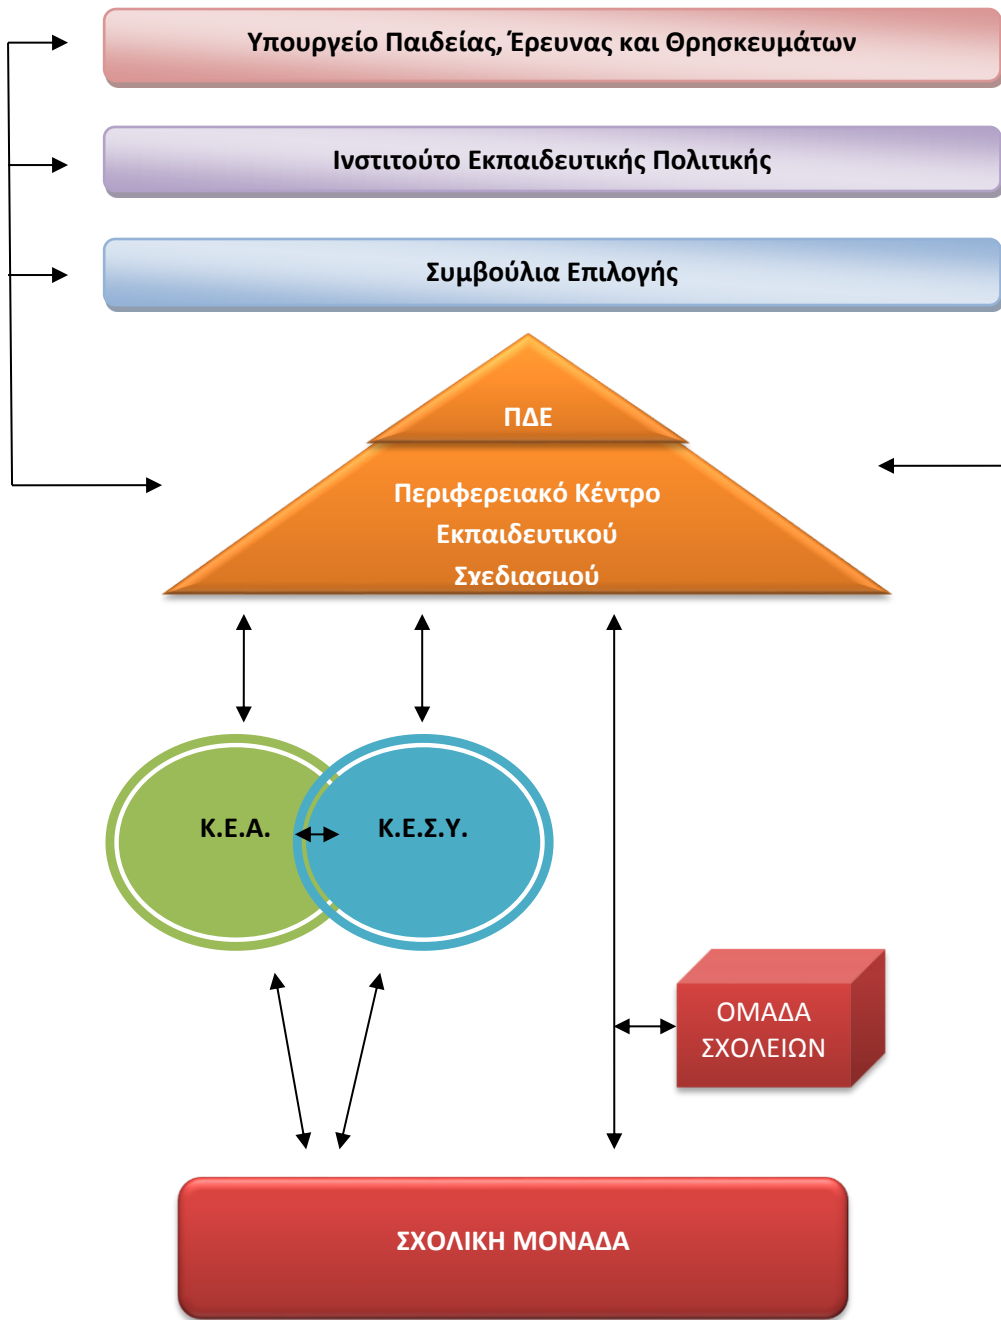 Υπουργείο Παιδείας, Έρευνας και Θρησκευμάτων
Ινστιτούτο Εκπαιδευτικής Πολιτικής
Συμβούλια Επιλογής
ΠΔΕ
Περιφερειακό Κέντρο
Εκπαιδευτικού
Σχεδιασμού
Κ.Ε.Α.
Κ.Ε.Σ.Υ.
ΟΜΑΔΑ
ΣΧΟΛΕΙΩΝ
ΣΧΟΛΙΚΗ ΜΟΝΑΔΑ